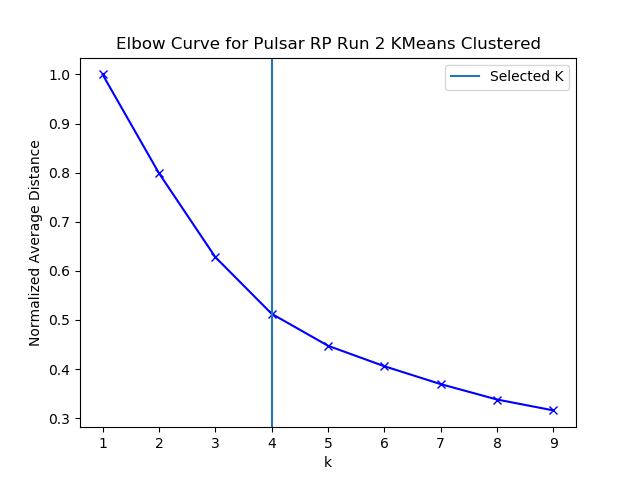 Elbow Curve for Pulsar RP Run 2 KMeans Clustered
Selected K
Normalized Average Distance
1.0
0.9
0.8
0.7
0.6
0.5
0.4
0.3
1 2 3 4 5 6 7 8 9
k